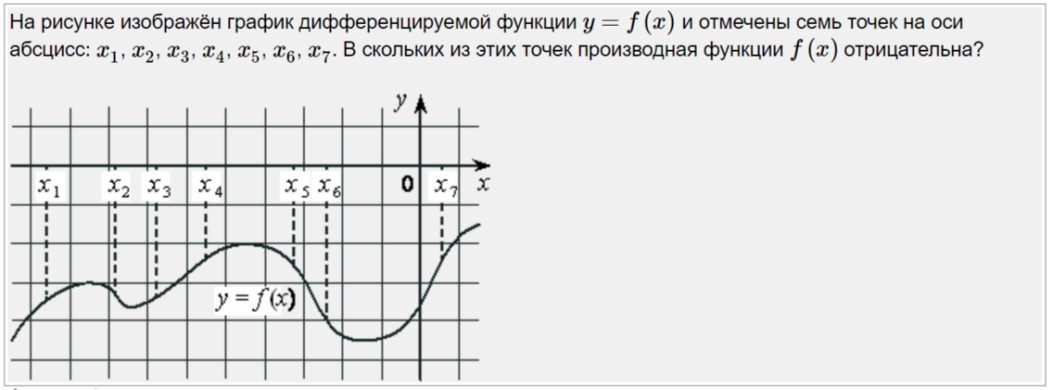 На рисунке изображён график дифференцируемой функции y = f (x) и отмечены семь точек на оси
абсцисс: x₁, x₂, x₃, x₄, x₅, x₆, x₇. В скольких из этих точек производная функции f (x) отрицательна?
y
x₁ x₂ x₃ x₄ x₅ x₆ 0 x₇ x
y = f(x)